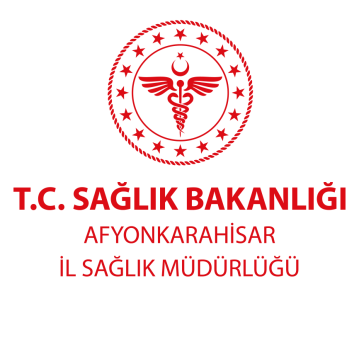 T.C. SAĞLIK BAKANLIĞI
AFYONKARAHİSAR
İL SAĞLIK MÜDÜRLÜĞÜ